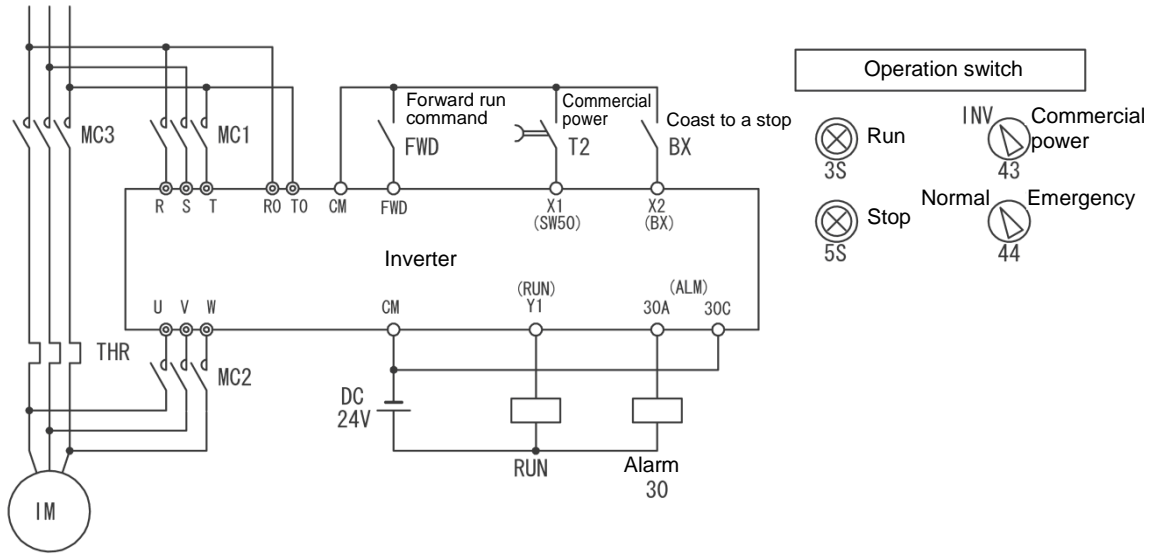 Operation switch
MC3
MC1
Forward run
command
FWD
Commercial
power
T2
Coast to a stop
BX
INV
Commercial
power
Run
3S
43
Normal
Emergency
Stop
5S
44
R S T R0 T0 CM FWD X1 X2
(SW50) (BX)
Inverter
U V W CM
(RUN)
Y1
(ALM)
30A 30C
THR
MC2
DC
24V
RUN
Alarm
30
IM